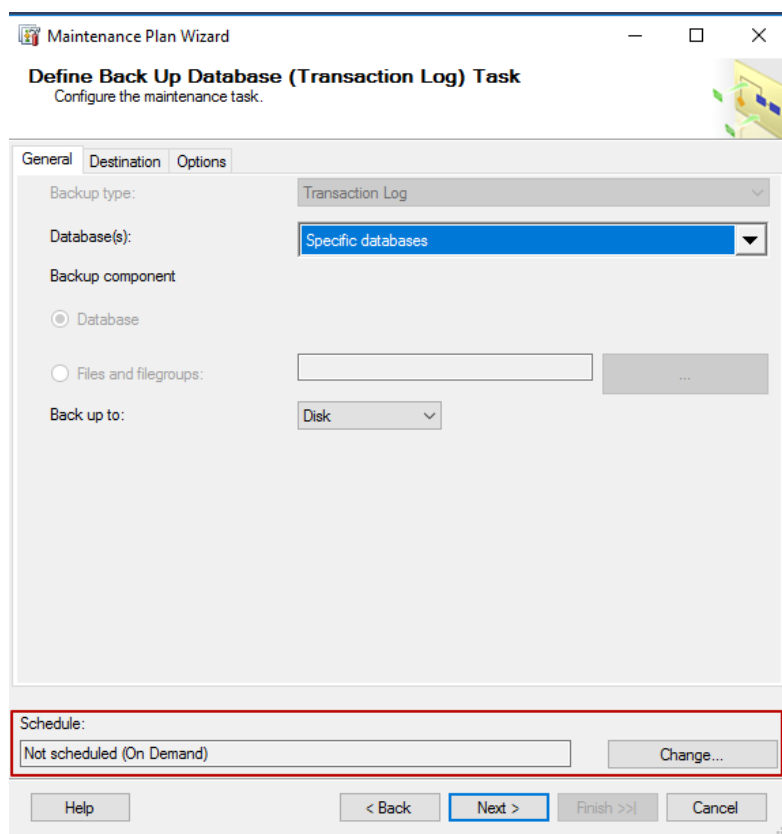 Maintenance Plan Wizard
Define Back Up Database (Transaction Log) Task
Configure the maintenance task.
General Destination Options
Backup type: Transaction Log
Database(s): Specific databases
Backup component
Database
Files and filegroups: ...
Back up to: Disk
Schedule:
Not scheduled (On Demand) Change...
Help < Back Next > Finish >>| Cancel